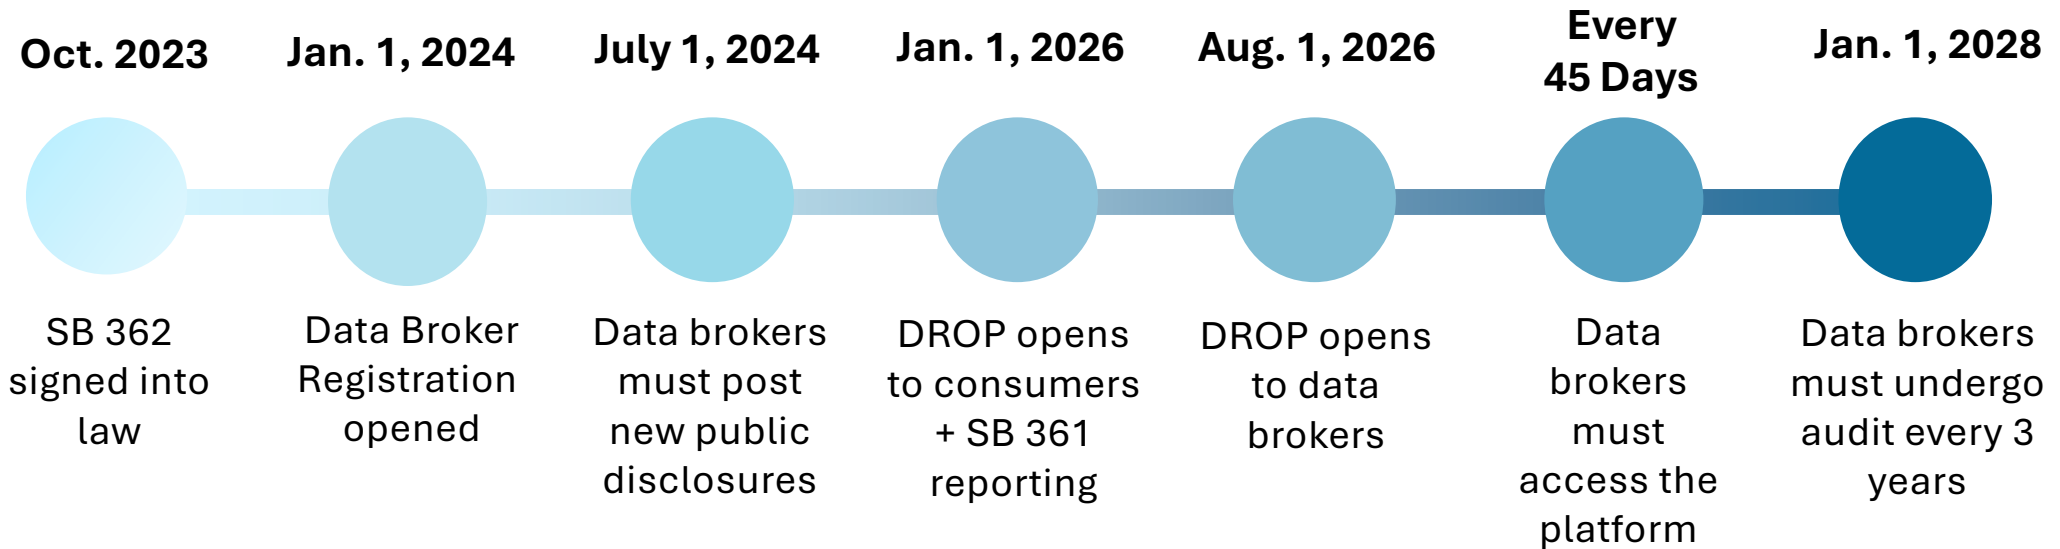 Oct. 2023
SB 362
signed into
law
Jan. 1, 2024
Data Broker
Registration
opened
July 1, 2024
Data brokers
must post
new public
disclosures
Jan. 1, 2026
DROP opens
to consumers
+ SB 361
reporting
Aug. 1, 2026
DROP opens
to data
brokers
Every
45 Days
Data
brokers
must
access the
platform
Jan. 1, 2028
Data brokers
must undergo
audit every 3
years